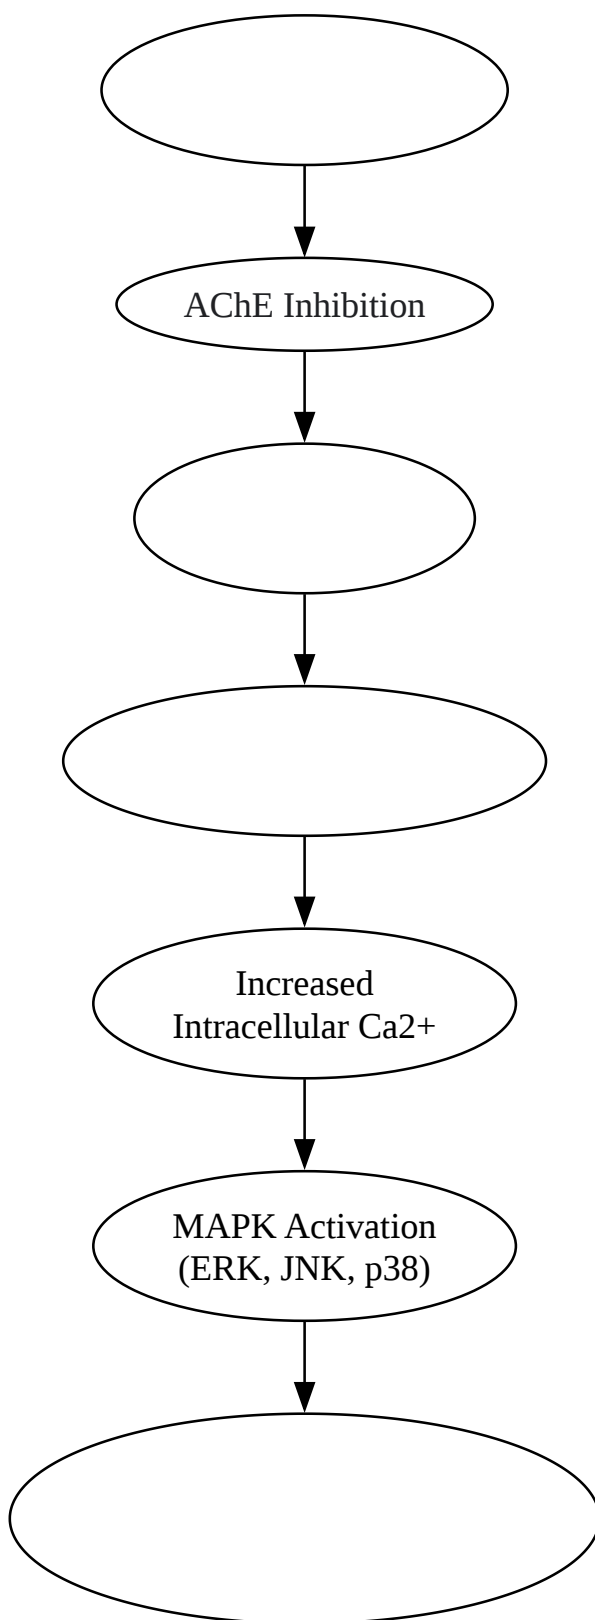 AChE Inhibition
Increased
Intracellular Ca2+
MAPK Activation
(ERK, JNK, p38)